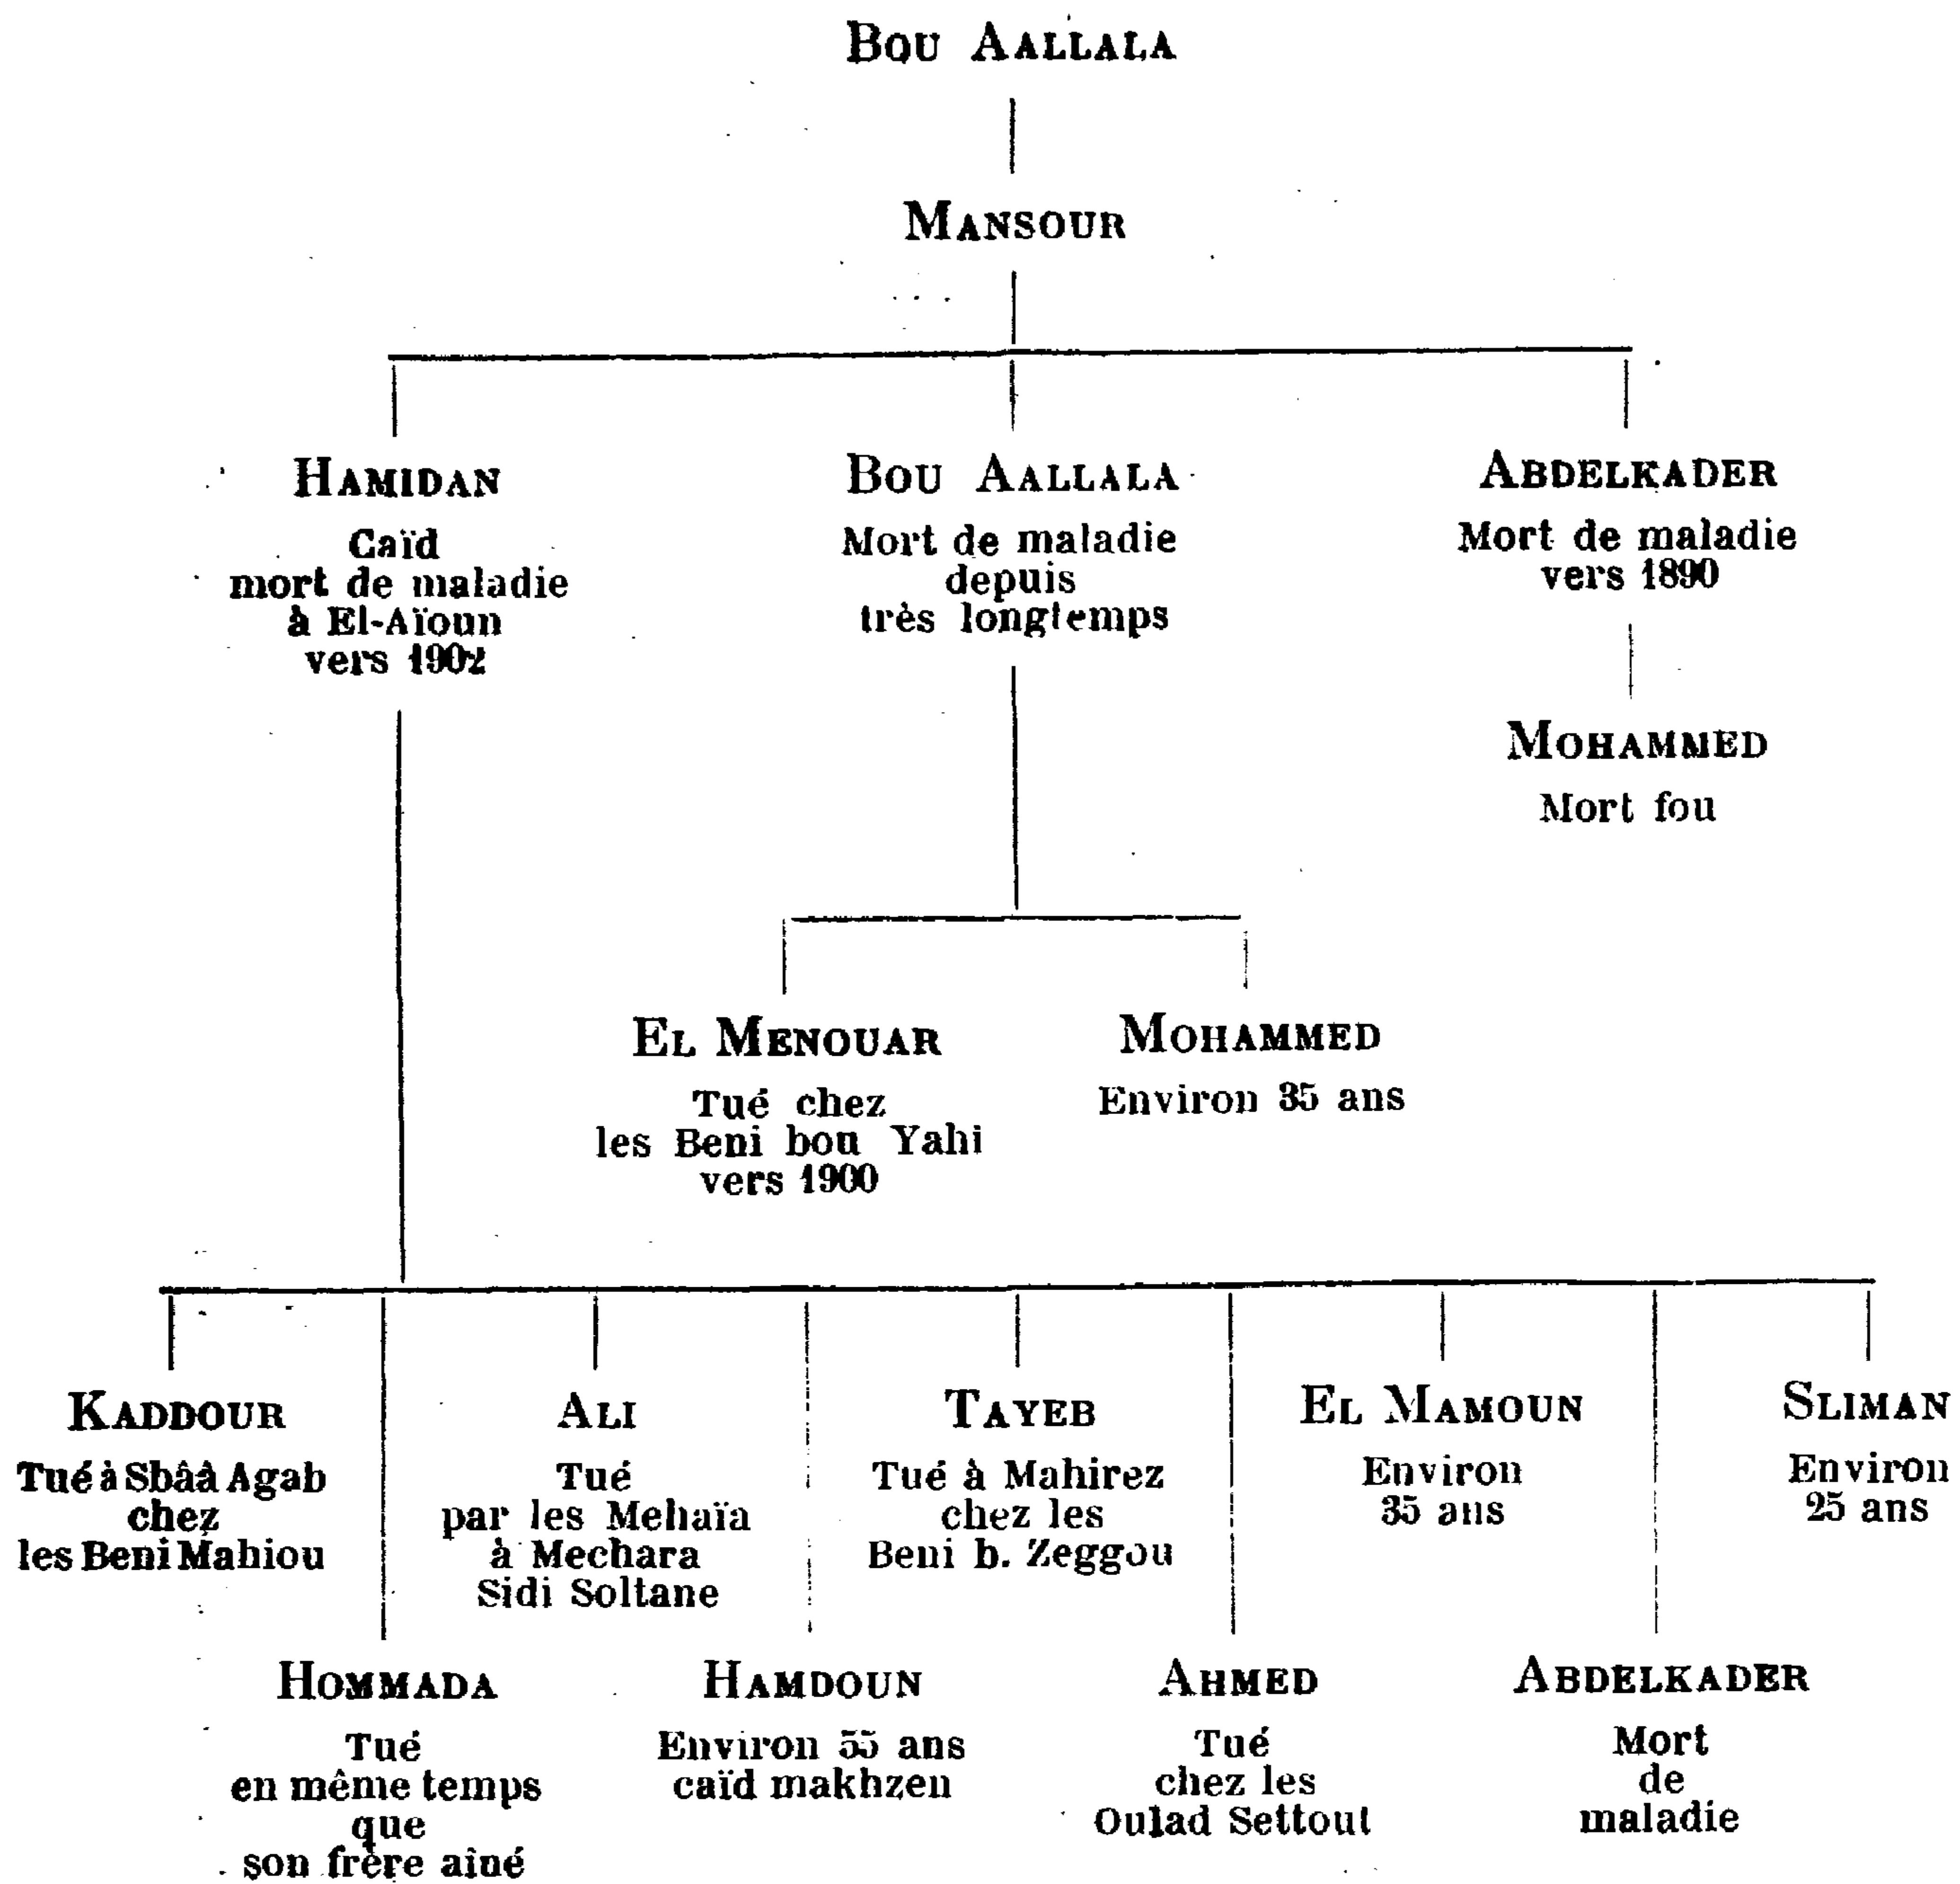 BOU AALLALA
MANSOUR
HAMIDAN
Caïd
mort de maladie
à El-Aïoun
vers 1902
BOU AALLALA
Mort de maladie
depuis
très longtemps
ABDELKADER
Mort de maladie
vers 1890
MOHAMMED
Mort fou
EL MENOUAR
Tué chez
les Beni bou Yahi
vers 1900
MOHAMMED
Environ 35 ans
KADDOUR
Tué à Sbâà Agab
chez
les Beni Mahiou
ALI
Tué
par les Mehaïa
à Mechara
Sidi Soltane
TAYEB
Tué à Mahirez
chez les
Beni b. Zeggou
EL MAMOUN
Environ
35 ans
SLIMAN
Environ
25 ans
HOMMADA
Tué
en même temps
que
son frère aîné
HAMDOUN
Environ 55 ans
caïd makhzen
AHMED
Tué
chez les
Oulad Settout
ABDELKADER
Mort
de
maladie